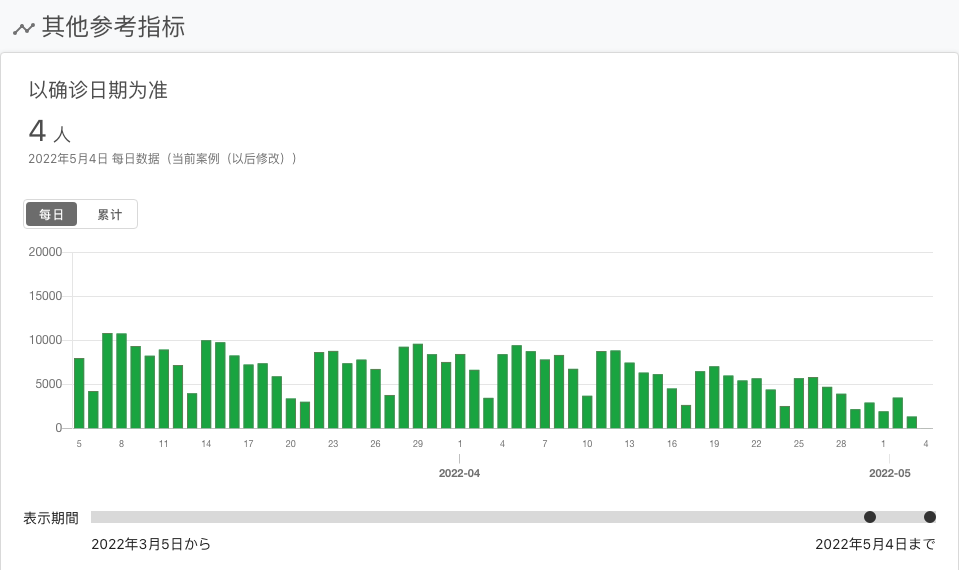 其他参考指标
以确诊日期为准
4 人
2022年5月4日 每日数据（当前案例（以后修改））
每日 累计
20000
15000
10000
5000
0
5 8 11 14 17 20 23 26 29 1 4 7 10 13 16 19 22 25 28 1 4
2022-04 2022-05
表示期間
2022年3月5日から 2022年5月4日まで